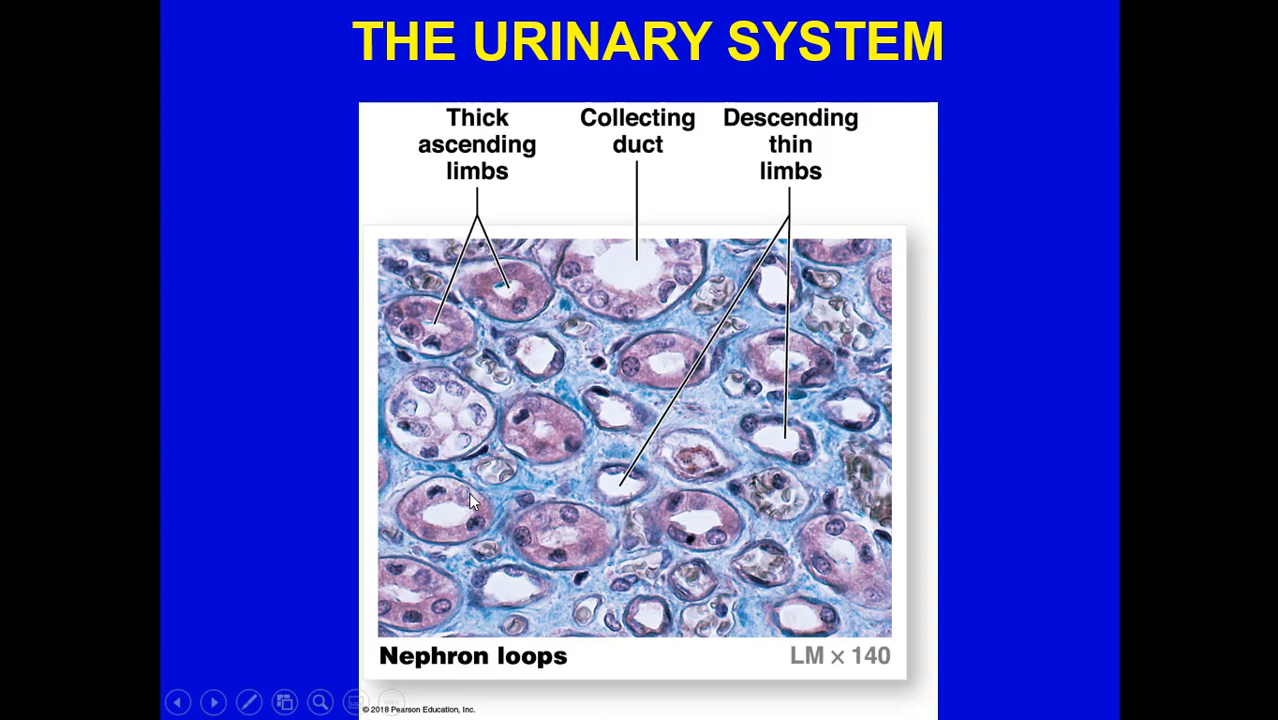 THE URINARY SYSTEM
Thick
ascending
limbs
Collecting
duct
Descending
thin
limbs
Nephron loops
LM × 140
© 2018 Pearson Education, Inc.